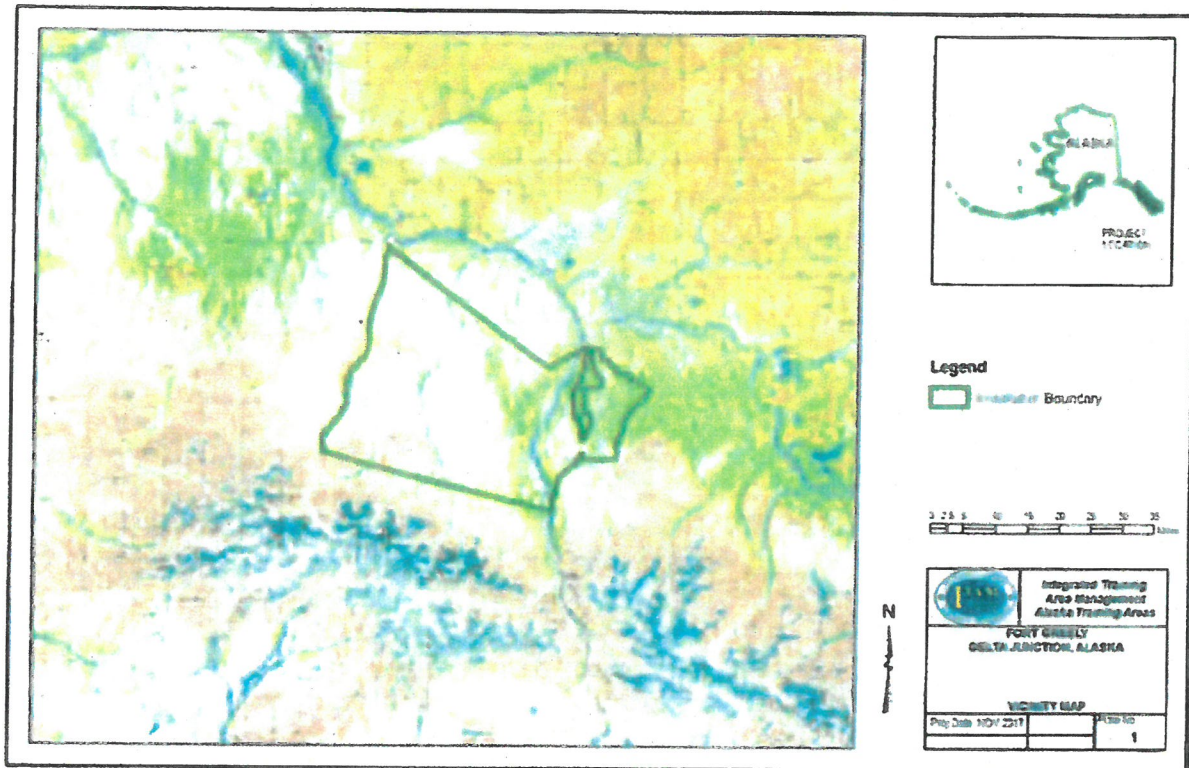 ALASKA
PROJECT
LOCATION
Legend
Boundary
N
Integrated Training
Area Management
Alaska Training Areas
FORT GREELY
DELTA JUNCTION, ALASKA
VICINITY MAP
1